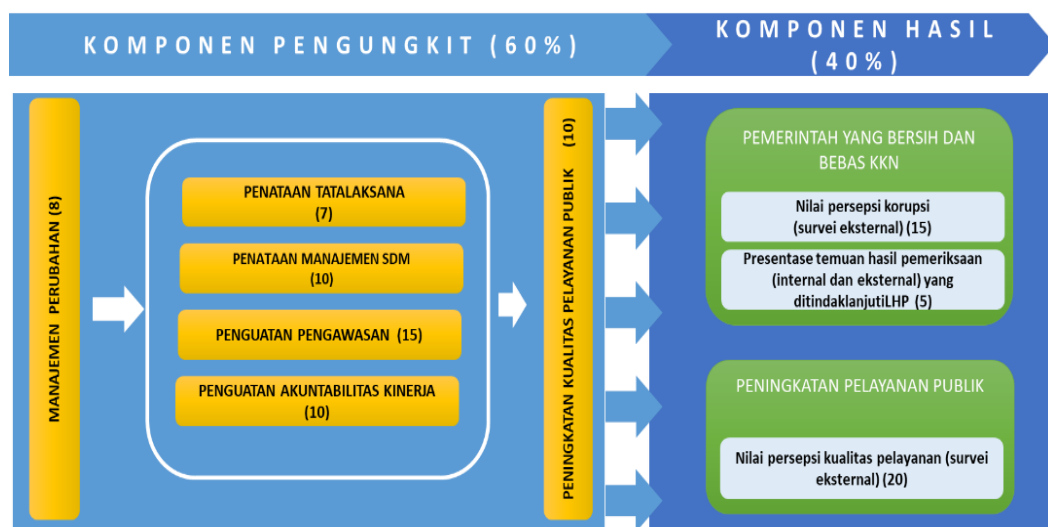 KOMPONEN PENGUNGKIT (60%)
KOMPONEN HASIL
(40%)
MANAJEMEN PERUBAHAN (8)
PENATAAN TATALAKSANA
(7)
PENATAAN MANAJEMEN SDM
(10)
PENGUATAN PENGAWASAN (15)
PENGUATAN AKUNTABILITAS KINERJA
(10)
PENINGKATAN KUALITAS PELAYANAN PUBLIK (10)
PEMERINTAH YANG BERSIH DAN
BEBAS KKN
Nilai persepsi korupsi
(survei eksternal) (15)
Presentase temuan hasil pemeriksaan
(internal dan eksternal) yang
ditindaklanjutiLHP (5)
PENINGKATAN PELAYANAN PUBLIK
Nilai persepsi kualitas pelayanan (survei
eksternal) (20)